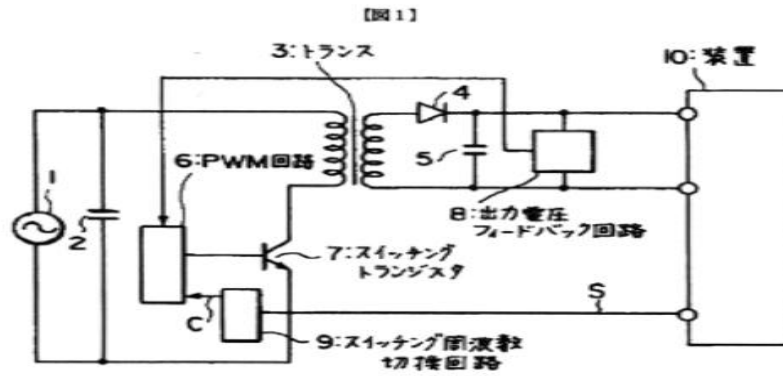 【図1】
3:トランス
10:装置
4
6:PWM回路
5
1
2
8:出力電圧
フィードバック回路
7:スイッチング
トランジスタ
S
C
9:スイッチング周波数
切換回路